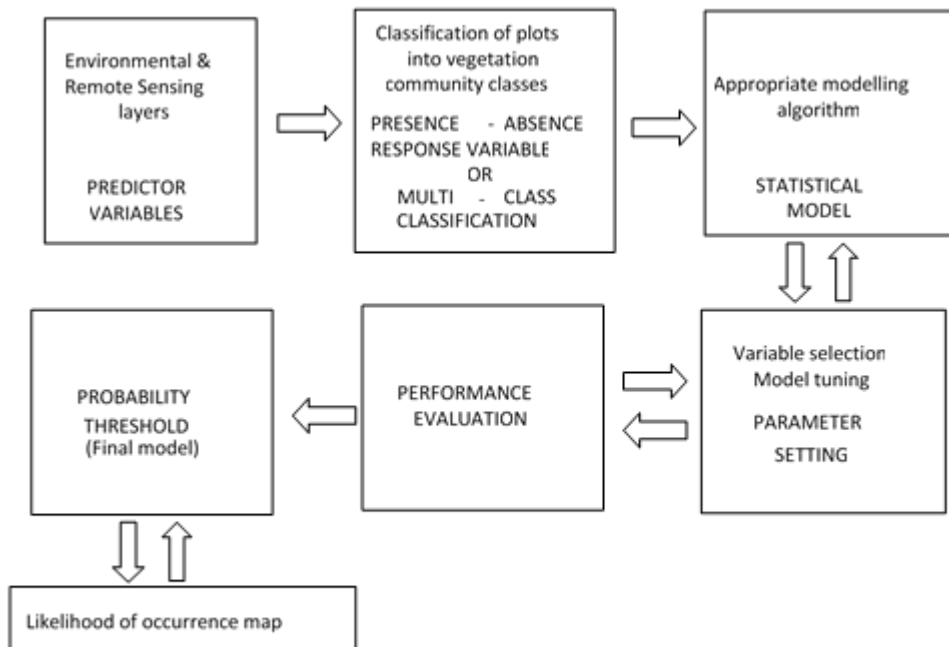 Environmental &
Remote Sensing
layers
PREDICTOR
VARIABLES
Classification of plots
into vegetation
community classes
PRESENCE - ABSENCE
RESPONSE VARIABLE
OR
MULTI - CLASS
CLASSIFICATION
Appropriate modelling
algorithm
STATISTICAL
MODEL
PROBABILITY
THRESHOLD
(Final model)
PERFORMANCE
EVALUATION
Variable selection
Model tuning
PARAMETER
SETTING
Likelihood of occurrence map